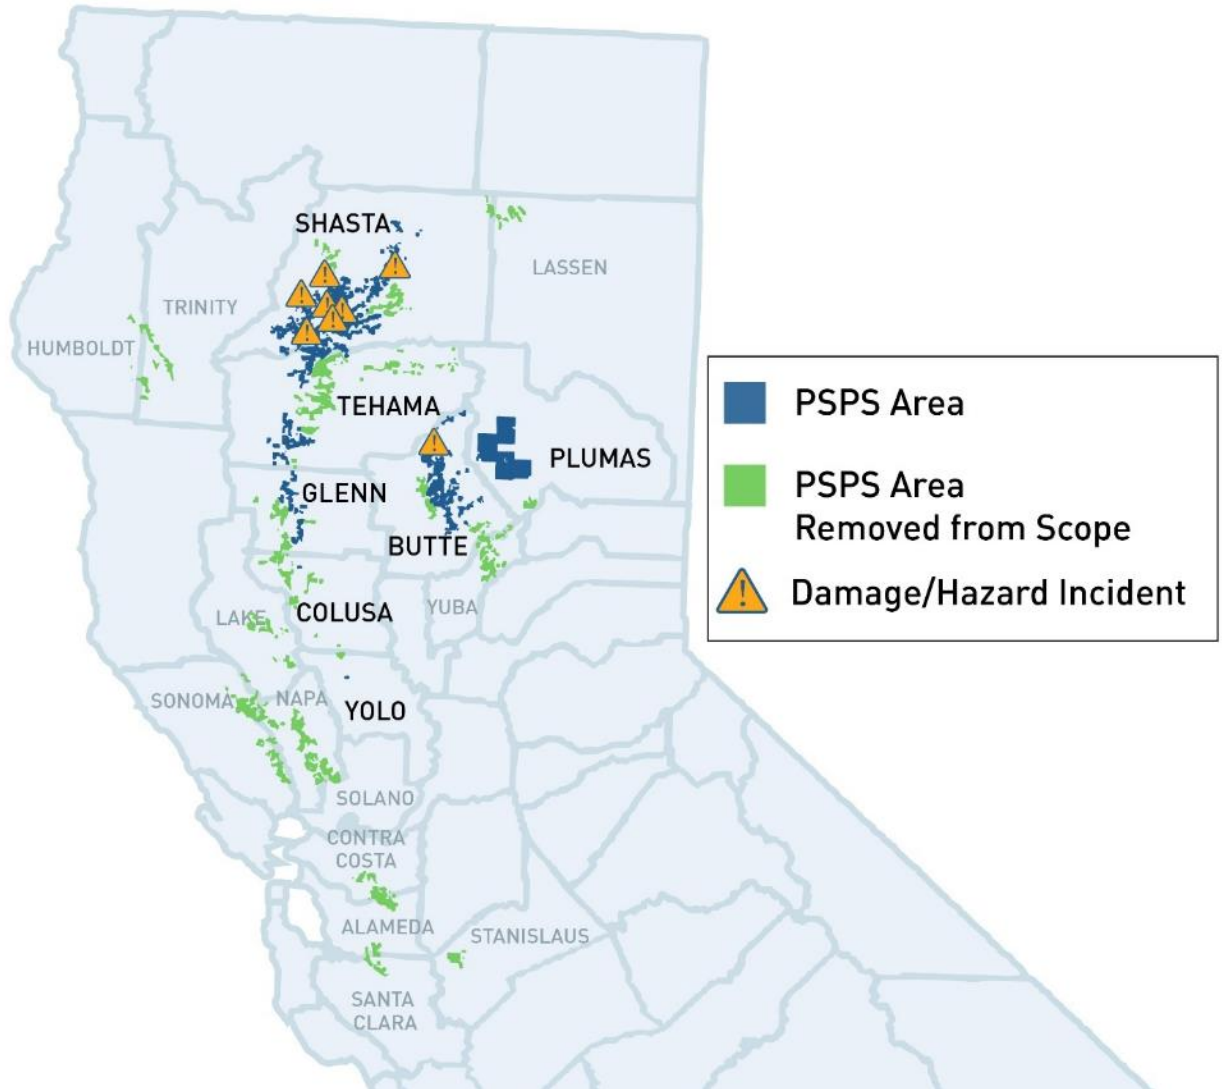 SHASTA
LASSEN
TRINITY
HUMBOLDT
TEHAMA
PLUMAS
GLENN
BUTTE
COLUSA
LAKE
YUBA
SONOMA
NAPA
YOLO
SOLANO
CONTRA
COSTA
ALAMEDA
STANISLAUS
SANTA
CLARA
PSPS Area
PSPS Area
Removed from Scope
Damage/Hazard Incident